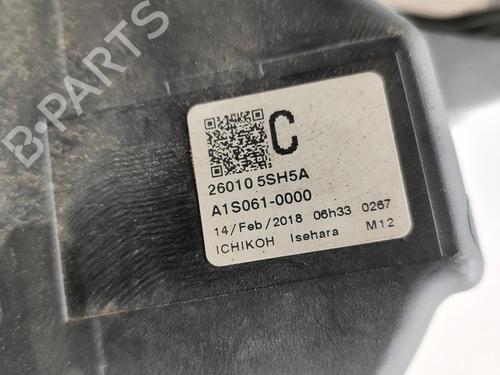 B-PARTS
C
26010 5SH5A
A1S061-0000
14/Feb/2018 06h33 0267
ICHIKOH Isehara M12